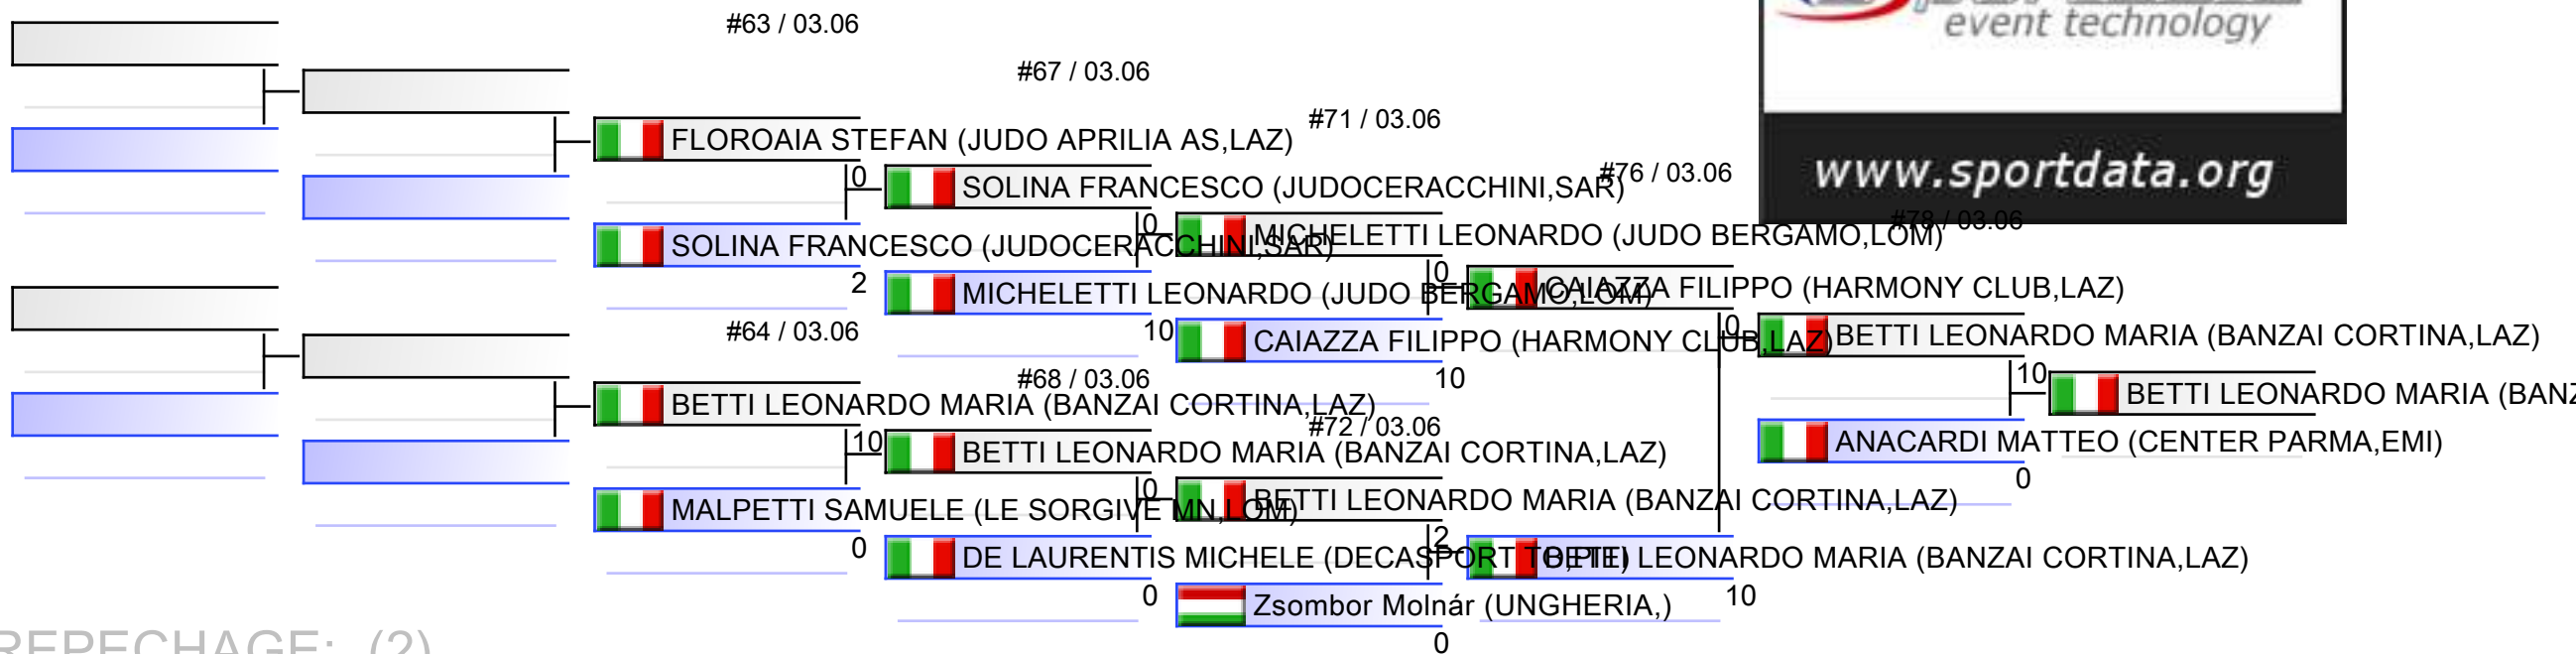 event technology
www.sportdata.org
#63 / 03.06
#67 / 03.06
#71 / 03.06
#76 / 03.06
#78 / 03.06
FLOROAIA STEFAN (JUDO APRILIA AS,LAZ)
0
SOLINA FRANCESCO (JUDOCERACCHINI,SAR)
2
SOLINA FRANCESCO (JUDOCERACCHINI,SAR)
0
MICHELETTI LEONARDO (JUDO BERGAMO,LOM)
10
MICHELETTI LEONARDO (JUDO BERGAMO,LOM)
0
CAIAZZA FILIPPO (HARMONY CLUB,LAZ)
10
CAIAZZA FILIPPO (HARMONY CLUB,LAZ)
0
BETTI LEONARDO MARIA (BANZAI CORTINA,LAZ)
10
BETTI LEONARDO MARIA (BANZ
ANACARDI MATTEO (CENTER PARMA,EMI)
0
#64 / 03.06
#68 / 03.06
#72 / 03.06
BETTI LEONARDO MARIA (BANZAI CORTINA,LAZ)
10
MALPETTI SAMUELE (LE SORGIVE MN,LOM)
0
BETTI LEONARDO MARIA (BANZAI CORTINA,LAZ)
0
DE LAURENTIS MICHELE (DECASPORT TO,PIE)
0
BETTI LEONARDO MARIA (BANZAI CORTINA,LAZ)
2
Zsombor Molnár (UNGHERIA,)
0
BETTI LEONARDO MARIA (BANZAI CORTINA,LAZ)
10
REPECHAGE: (2)